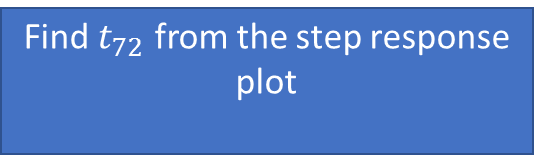 Find t₇₂ from the step response
plot